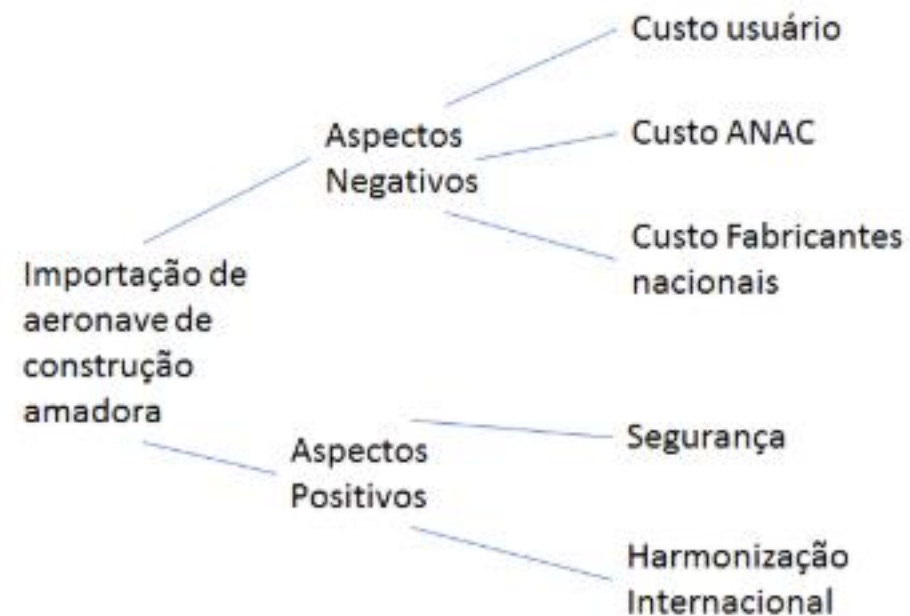 Importação de
aeronave de
construção
amadora
Aspectos
Negativos
Custo usuário
Custo ANAC
Custo Fabricantes
nacionais
Aspectos
Positivos
Segurança
Harmonização
Internacional